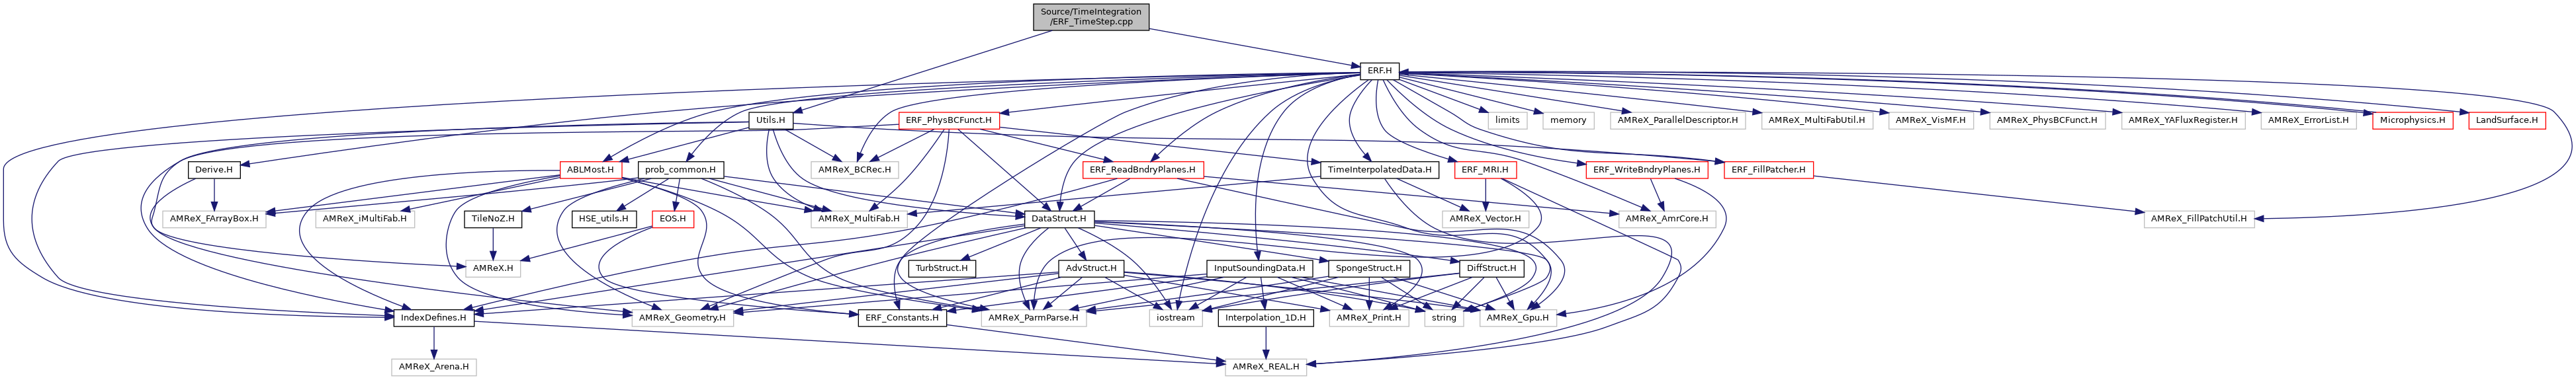 Source/TimeIntegration
/ERF_TimeStep.cpp
ERF.H
Utils.H
ERF_PhysBCFunct.H
limits
memory
AMReX_ParallelDescriptor.H
AMReX_MultiFabUtil.H
AMReX_VisMF.H
AMReX_PhysBCFunct.H
AMReX_YAFluxRegister.H
AMReX_ErrorList.H
Microphysics.H
LandSurface.H
Derive.H
ABLMost.H
prob_common.H
AMReX_BCRec.H
ERF_ReadBndryPlanes.H
TimeInterpolatedData.H
ERF_MRI.H
ERF_WriteBndryPlanes.H
ERF_FillPatcher.H
AMReX_FArrayBox.H
AMReX_iMultiFab.H
TileNoZ.H
HSE_utils.H
EOS.H
AMReX_MultiFab.H
DataStruct.H
AMReX_Vector.H
AMReX_AmrCore.H
AMReX_FillPatchUtil.H
AMReX.H
TurbStruct.H
AdvStruct.H
InputSoundingData.H
SpongeStruct.H
DiffStruct.H
IndexDefines.H
AMReX_Geometry.H
ERF_Constants.H
AMReX_ParmParse.H
iostream
Interpolation_1D.H
AMReX_Print.H
string
AMReX_Gpu.H
AMReX_Arena.H
AMReX_REAL.H